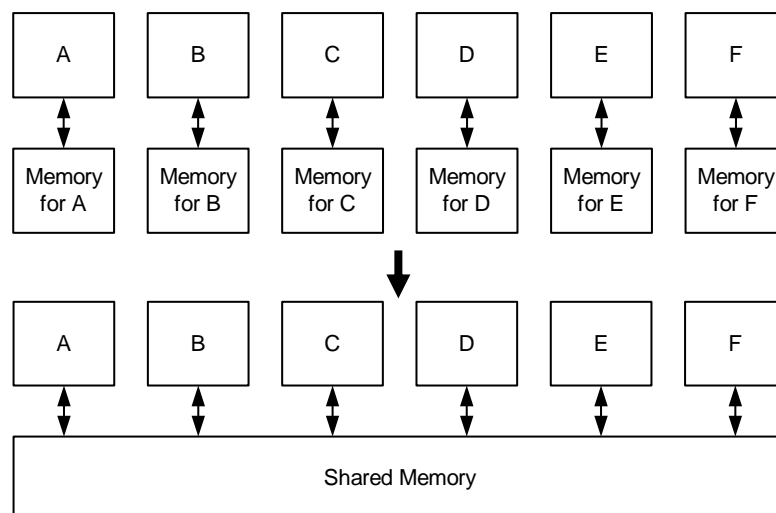 A B C D E F
Memory for A Memory for B Memory for C Memory for D Memory for E Memory for F
A B C D E F
Shared Memory